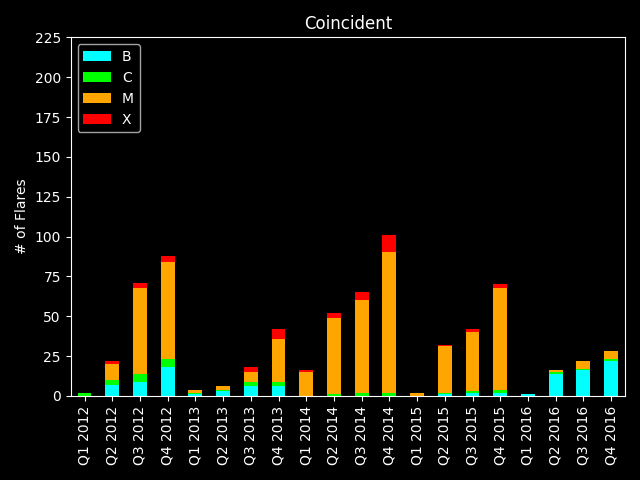 Coincident
# of Flares
225
200
175
150
125
100
75
50
25
0
B
C
M
X
Q1 2012
Q2 2012
Q3 2012
Q4 2012
Q1 2013
Q2 2013
Q3 2013
Q4 2013
Q1 2014
Q2 2014
Q3 2014
Q4 2014
Q1 2015
Q2 2015
Q3 2015
Q4 2015
Q1 2016
Q2 2016
Q3 2016
Q4 2016